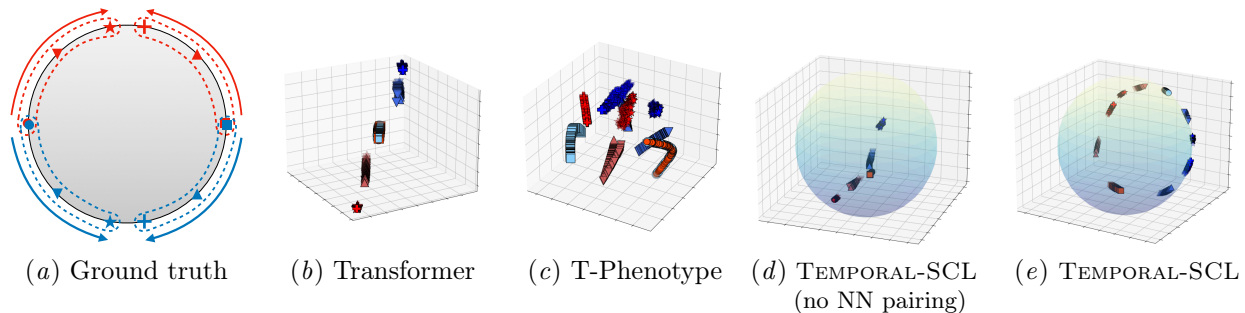 (a) Ground truth
(b) Transformer
(c) T-Phenotype
(d) TEMPORAL-SCL
(no NN pairing)
(e) TEMPORAL-SCL